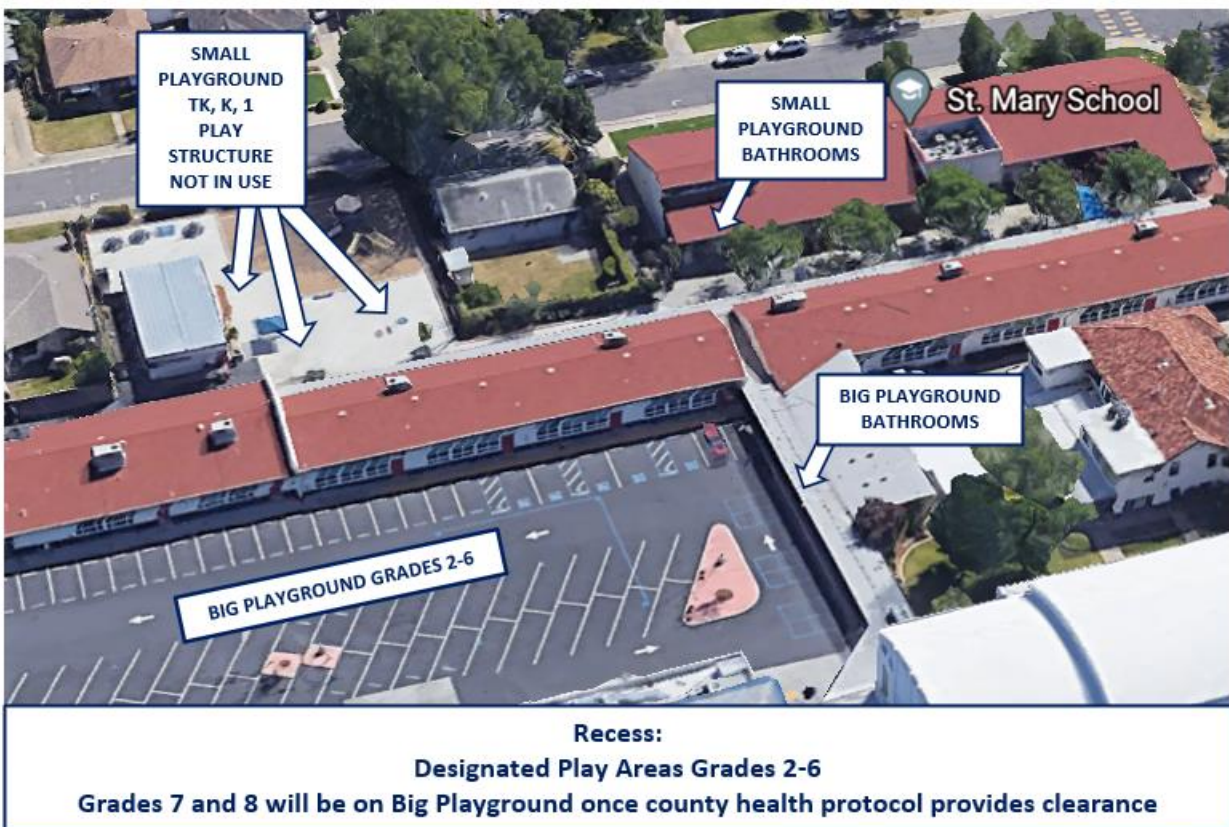 SMALL
PLAYGROUND
TK, K, 1
PLAY
STRUCTURE
NOT IN USE
SMALL
PLAYGROUND
BATHROOMS
St. Mary School
BIG PLAYGROUND
BATHROOMS
BIG PLAYGROUND GRADES 2-6
Recess:
Designated Play Areas Grades 2-6
Grades 7 and 8 will be on Big Playground once county health protocol provides clearance